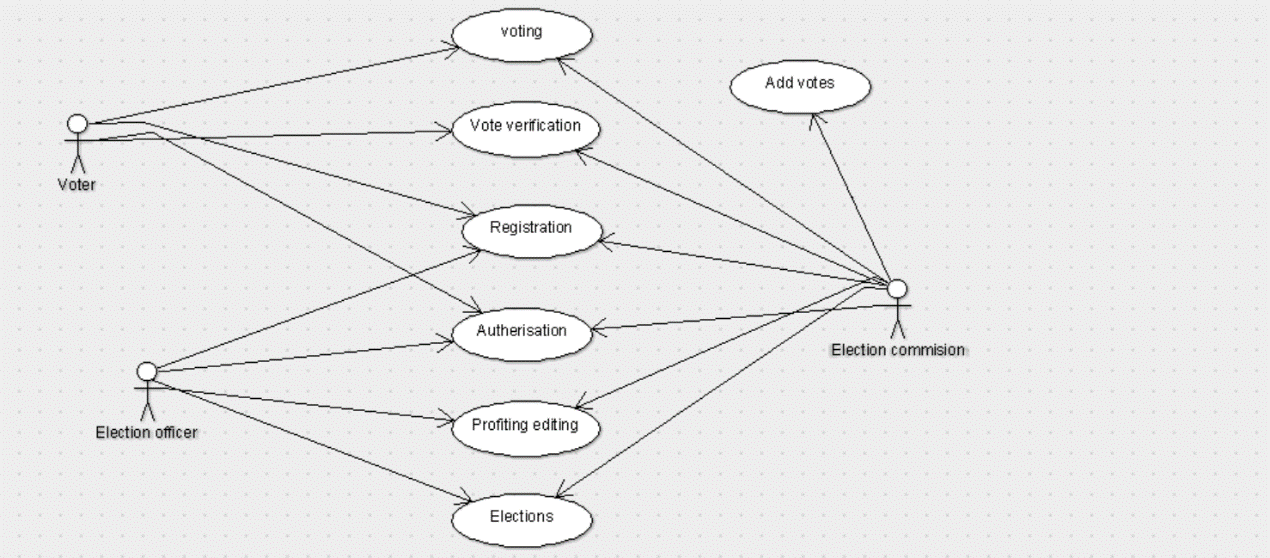 voting
Add votes
Vote verification
Voter
Registration
Autherisation
Election commision
Profiting editing
Election officer
Elections